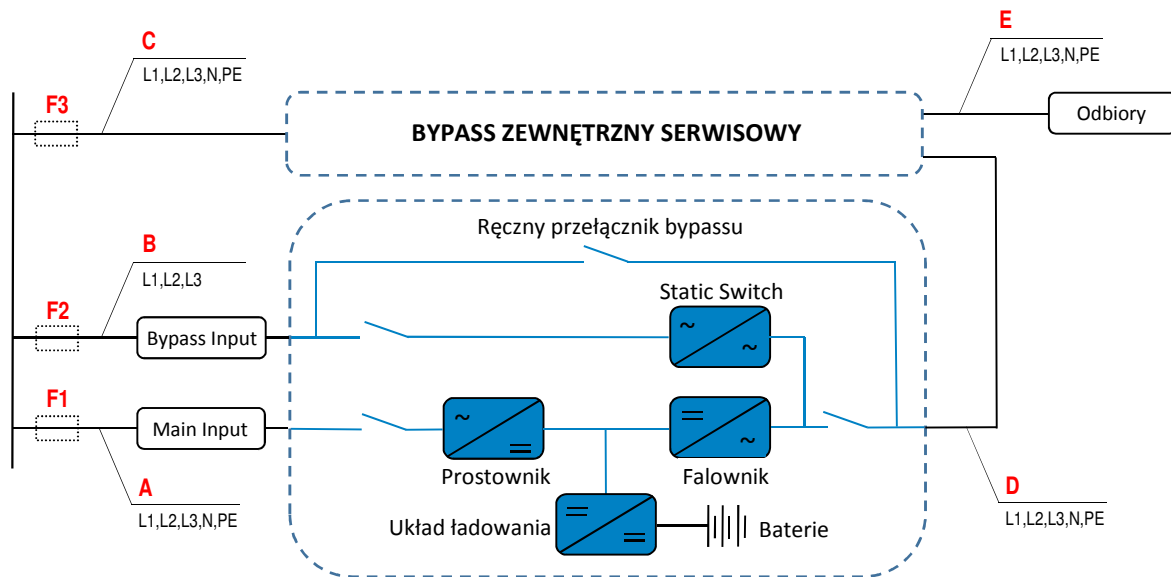 C
L1,L2,L3,N,PE
E
L1,L2,L3,N,PE
F3
BYPASS ZEWNĘTRZNY SERWISOWY
Odbiory
Ręczny przełącznik bypassu
B
L1,L2,L3
Static Switch
F2
Bypass Input
~
~
F1
Main Input
~
~
Prostownik
Falownik
A
L1,L2,L3,N,PE
D
L1,L2,L3,N,PE
Układ ładowania
Baterie